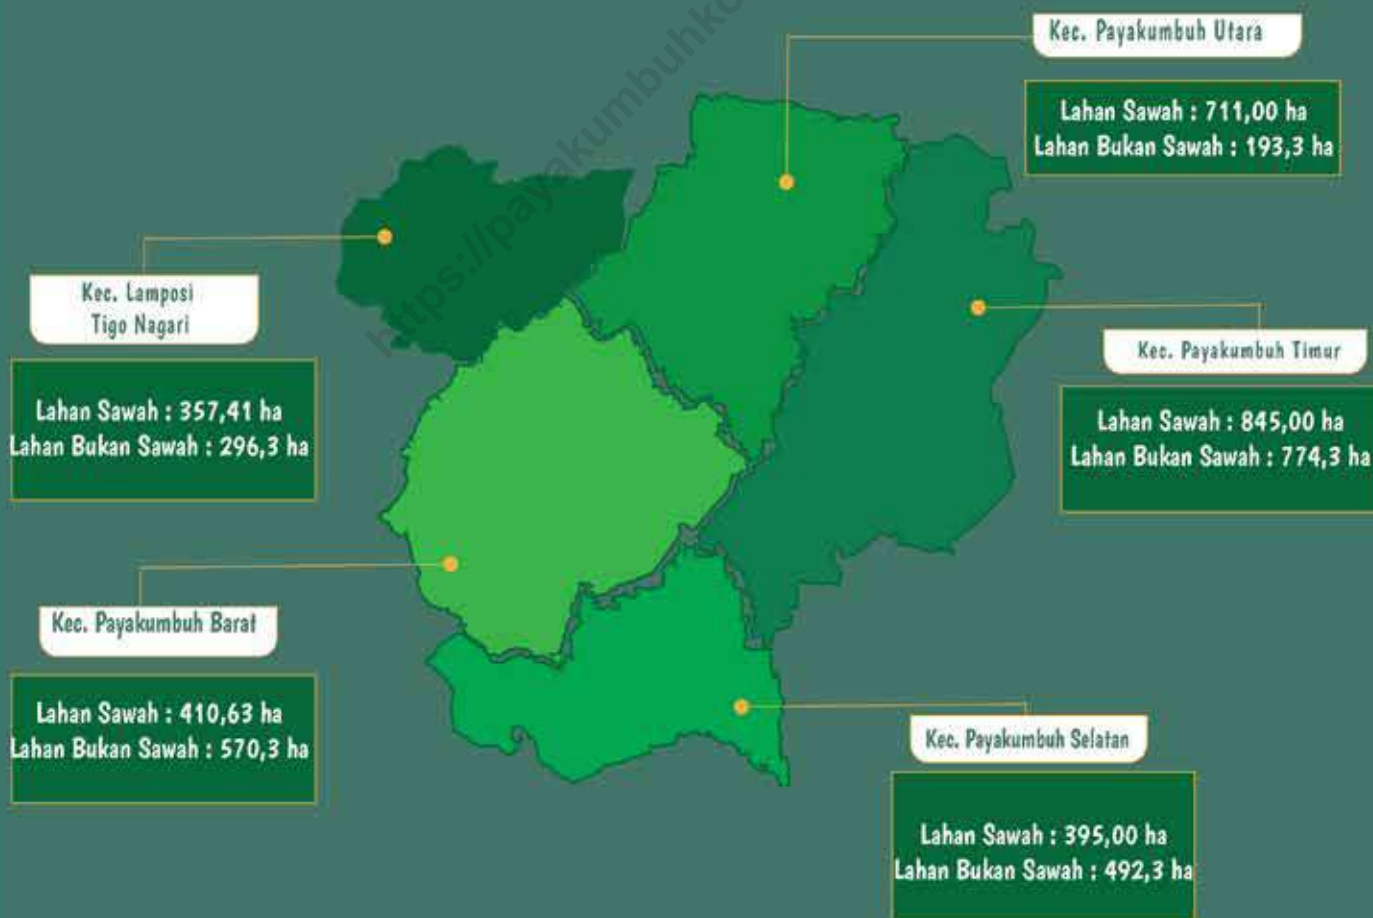 Kec. Payakumbuh Utara
Lahan Sawah : 711,00 ha
Lahan Bukan Sawah : 193,3 ha
Kec. Lamposi
Tigo Nagari
Lahan Sawah : 357,41 ha
Lahan Bukan Sawah : 296,3 ha
Kec. Payakumbuh Timur
Lahan Sawah : 845,00 ha
Lahan Bukan Sawah : 774,3 ha
Kec. Payakumbuh Barat
Lahan Sawah : 410,63 ha
Lahan Bukan Sawah : 570,3 ha
Kec. Payakumbuh Selatan
Lahan Sawah : 395,00 ha
Lahan Bukan Sawah : 492,3 ha
https://payakumbuhko